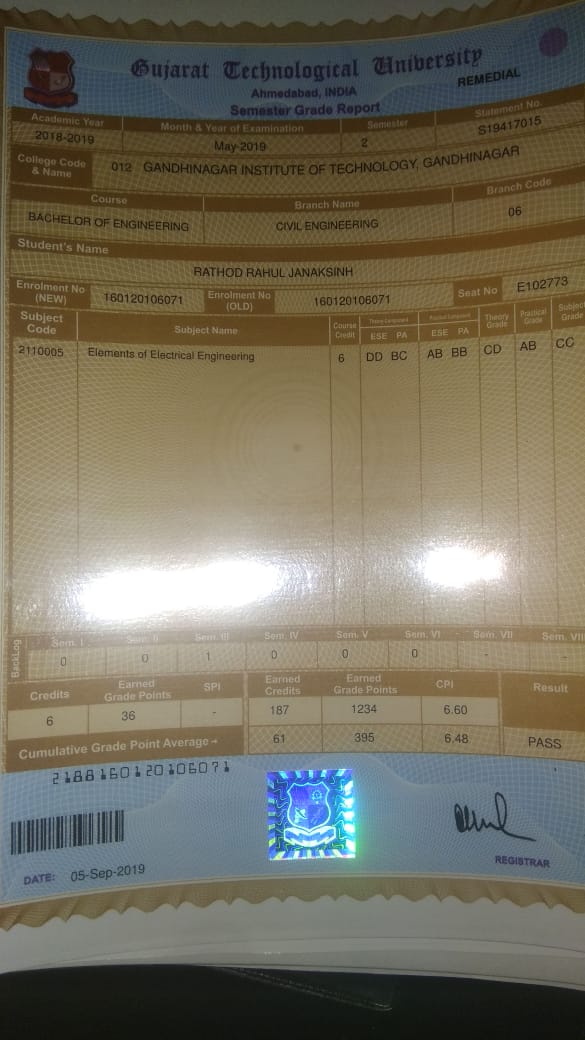 Gujarat Technological University
Ahmedabad, INDIA
REMEDIAL
Semester Grade Report
Academic Year Month & Year of Examination Semester Statement No.
2018-2019 May-2019 2 S19417015
College Code & Name 012 GANDHINAGAR INSTITUTE OF TECHNOLOGY, GANDHINAGAR
Course Branch Name Branch Code
BACHELOR OF ENGINEERING CIVIL ENGINEERING 06
Student's Name
RATHOD RAHUL JANAKSINH
Enrolment No (NEW) 160120106071 Enrolment No (OLD) 160120106071 Seat No E102773
Subject Code Subject Name Course Credit Theory Component ESE PA Practical Component ESE PA Theory Grade Practical Grade Subject Grade
2110005 Elements of Electrical Engineering 6 DD BC AB BB CD AB CC
BackLog Sem. I Sem. II Sem. III Sem. IV Sem. V Sem. VI Sem. VII Sem. VIII
0 0 1 0 0 0 - -
Credits Earned Grade Points SPI Earned Credits Earned Grade Points CPI Result
6 36 - 187 1234 6.60
Cumulative Grade Point Average 61 395 6.48 PASS
2188160120106071
REGISTRAR
DATE: 05-Sep-2019